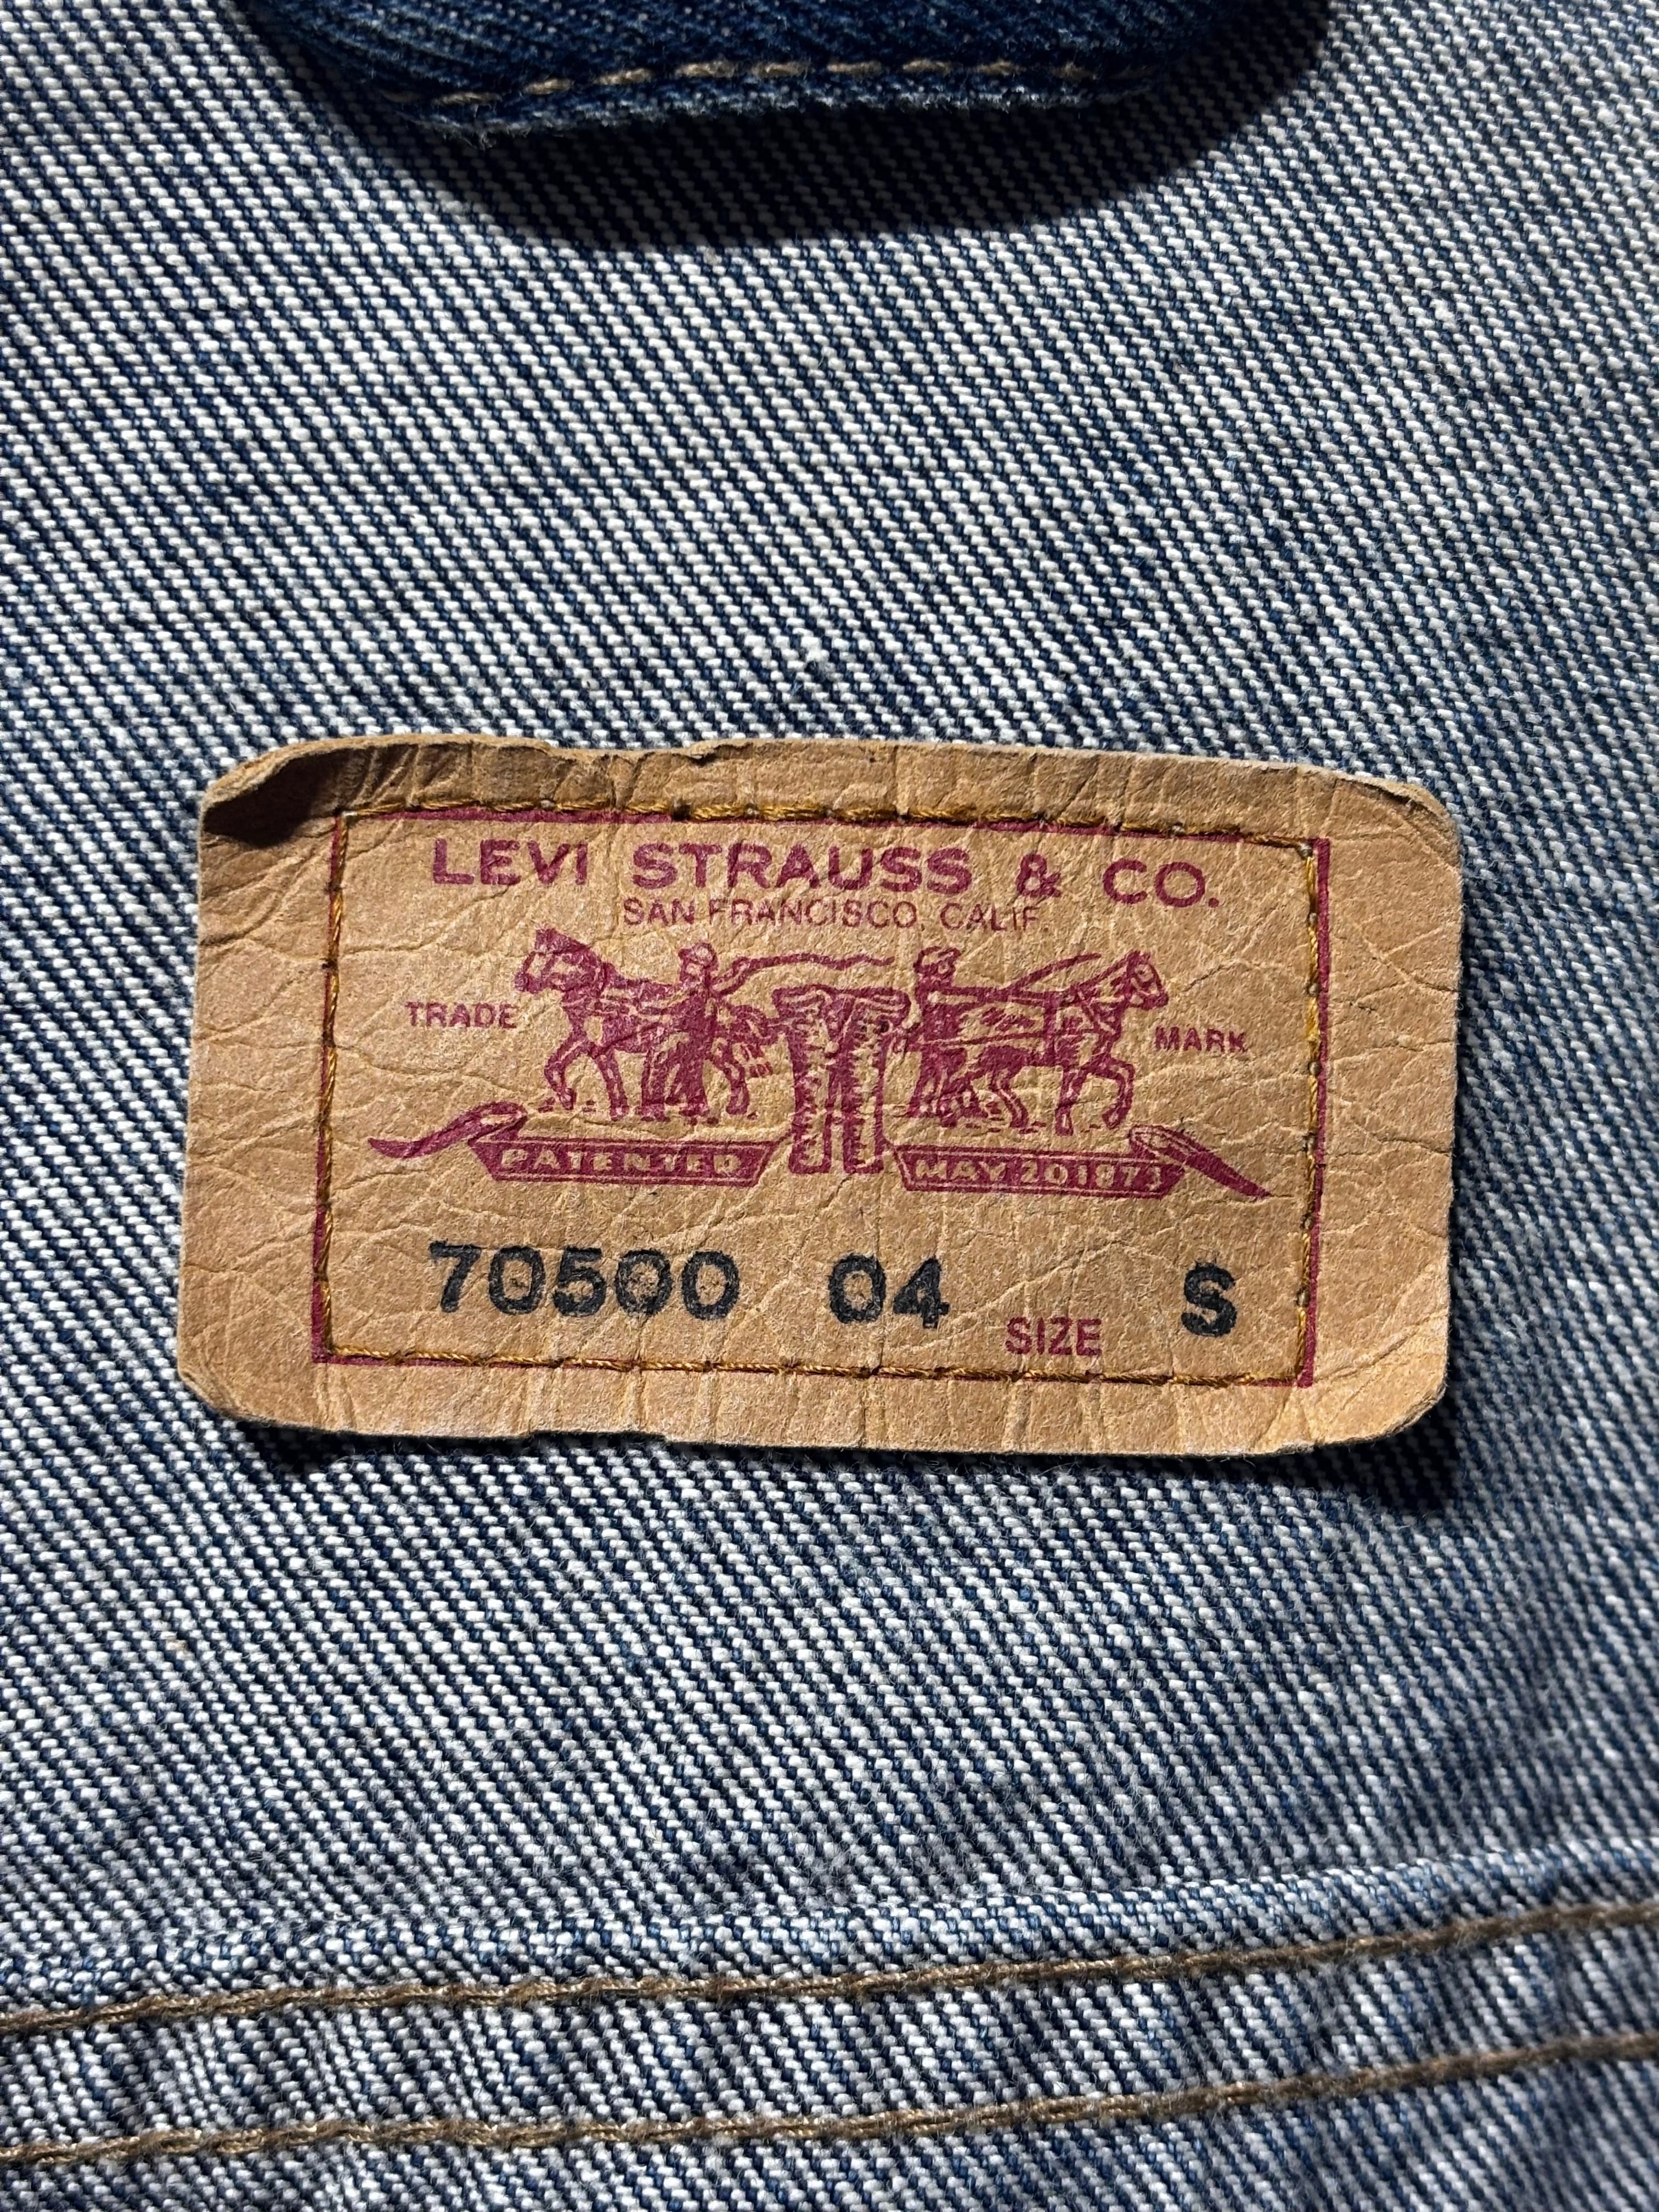 LEVI STRAUSS & CO.
SAN FRANCISCO, CALIF.
TRADE MARK
PATENTED MAY 20 1873
70500 04 SIZE S